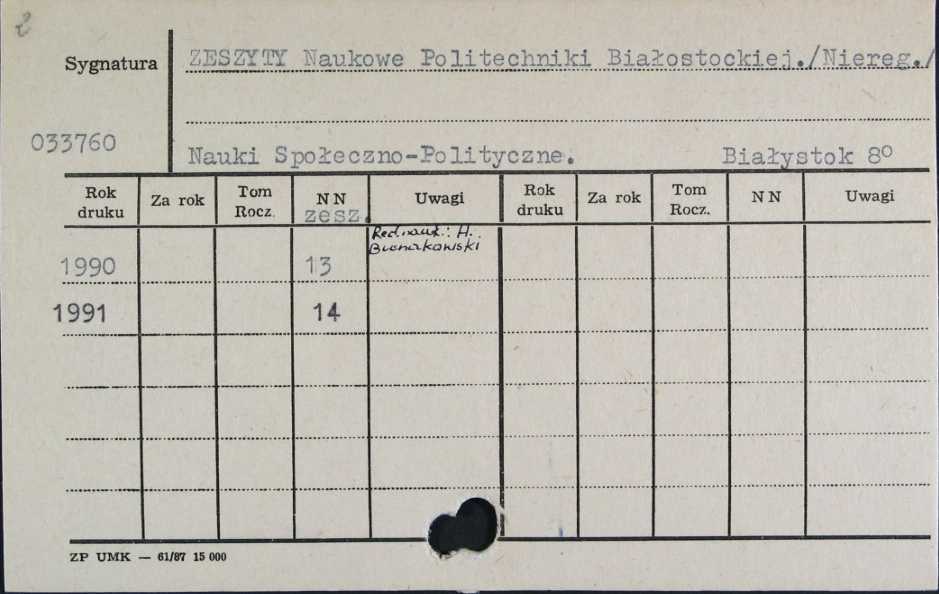 2
Sygnatura
ZESZYTY Naukowe Politechniki Białostockiej./Niereg./
033760
Nauki Społeczno-Polityczne. Białystok 8º
Rok druku Za rok Tom Rocz. NN zesz. Uwagi Rok druku Za rok Tom Rocz. NN Uwagi
Red.nauk.: H.
1990 13
1991 14
ZP UMK — 61/87 15 000